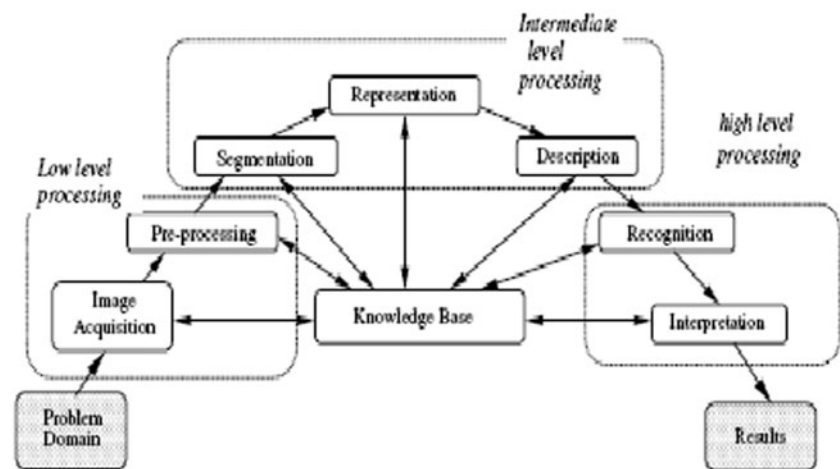 Intermediate
level
processing
Representation
high level
processing
Segmentation
Description
Low level
processing
Pre-processing
Recognition
Image
Acquisition
Knowledge Base
Interpretation
Problem
Domain
Results